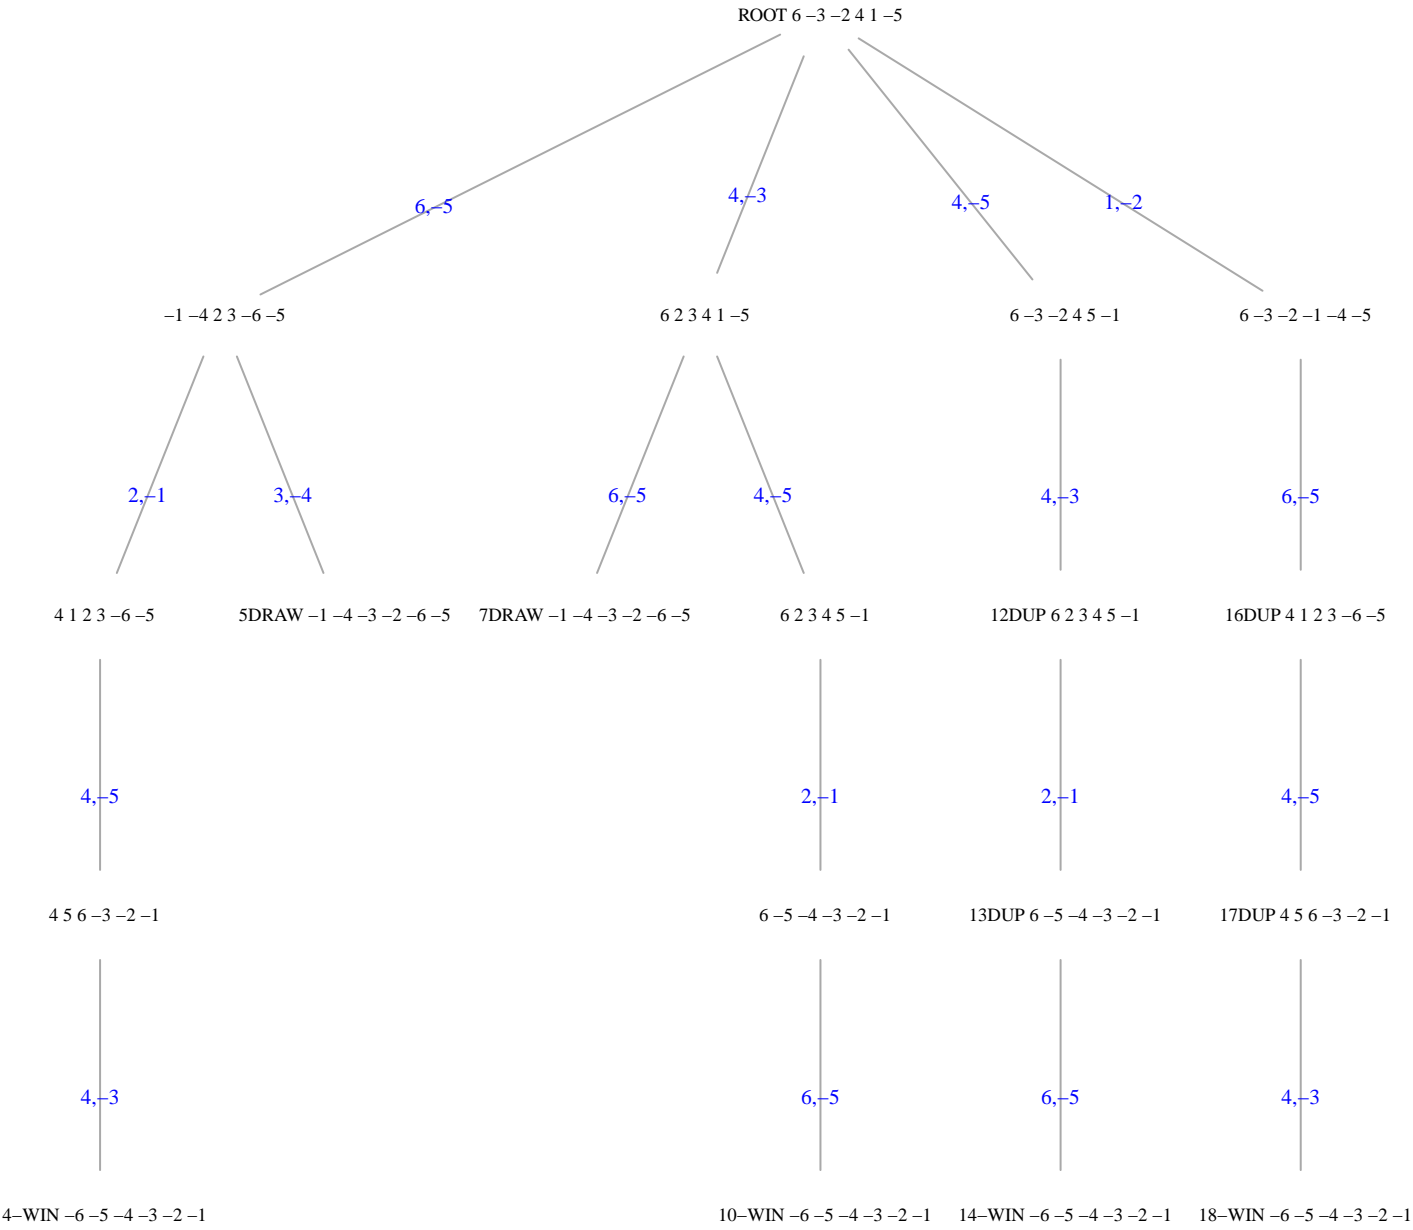 ROOT 6 –3 –2 4 1 –5
6,–5
4,–3
4,–5
1,–2
–1 –4 2 3 –6 –5
6 2 3 4 1 –5
6 –3 –2 4 5 –1
6 –3 –2 –1 –4 –5
2,–1
3,–4
6,–5
4,–5
4,–3
6,–5
4 1 2 3 –6 –5
5DRAW –1 –4 –3 –2 –6 –5
7DRAW –1 –4 –3 –2 –6 –5
6 2 3 4 5 –1
12DUP 6 2 3 4 5 –1
16DUP 4 1 2 3 –6 –5
4,–5
2,–1
2,–1
4,–5
4 5 6 –3 –2 –1
6 –5 –4 –3 –2 –1
13DUP 6 –5 –4 –3 –2 –1
17DUP 4 5 6 –3 –2 –1
4,–3
6,–5
6,–5
4,–3
4–WIN –6 –5 –4 –3 –2 –1
10–WIN –6 –5 –4 –3 –2 –1
14–WIN –6 –5 –4 –3 –2 –1
18–WIN –6 –5 –4 –3 –2 –1